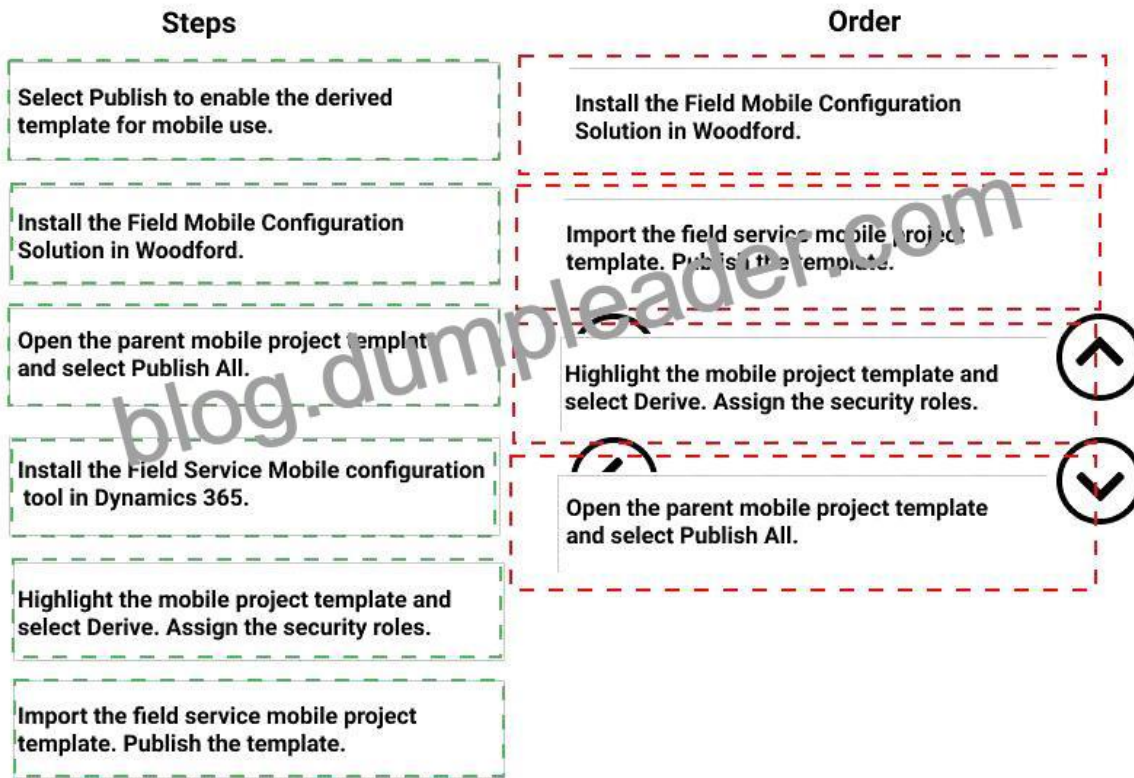 Steps
Select Publish to enable the derived
template for mobile use.
Install the Field Mobile Configuration
Solution in Woodford.
Open the parent mobile project template
and select Publish All.
Install the Field Service Mobile configuration
tool in Dynamics 365.
Highlight the mobile project template and
select Derive. Assign the security roles.
Import the field service mobile project
template. Publish the template.
Order
Install the Field Mobile Configuration
Solution in Woodford.
Import the field service mobile project
template. Publish the template.
Highlight the mobile project template and
select Derive. Assign the security roles.
Open the parent mobile project template
and select Publish All.
blog.dumpleader.com